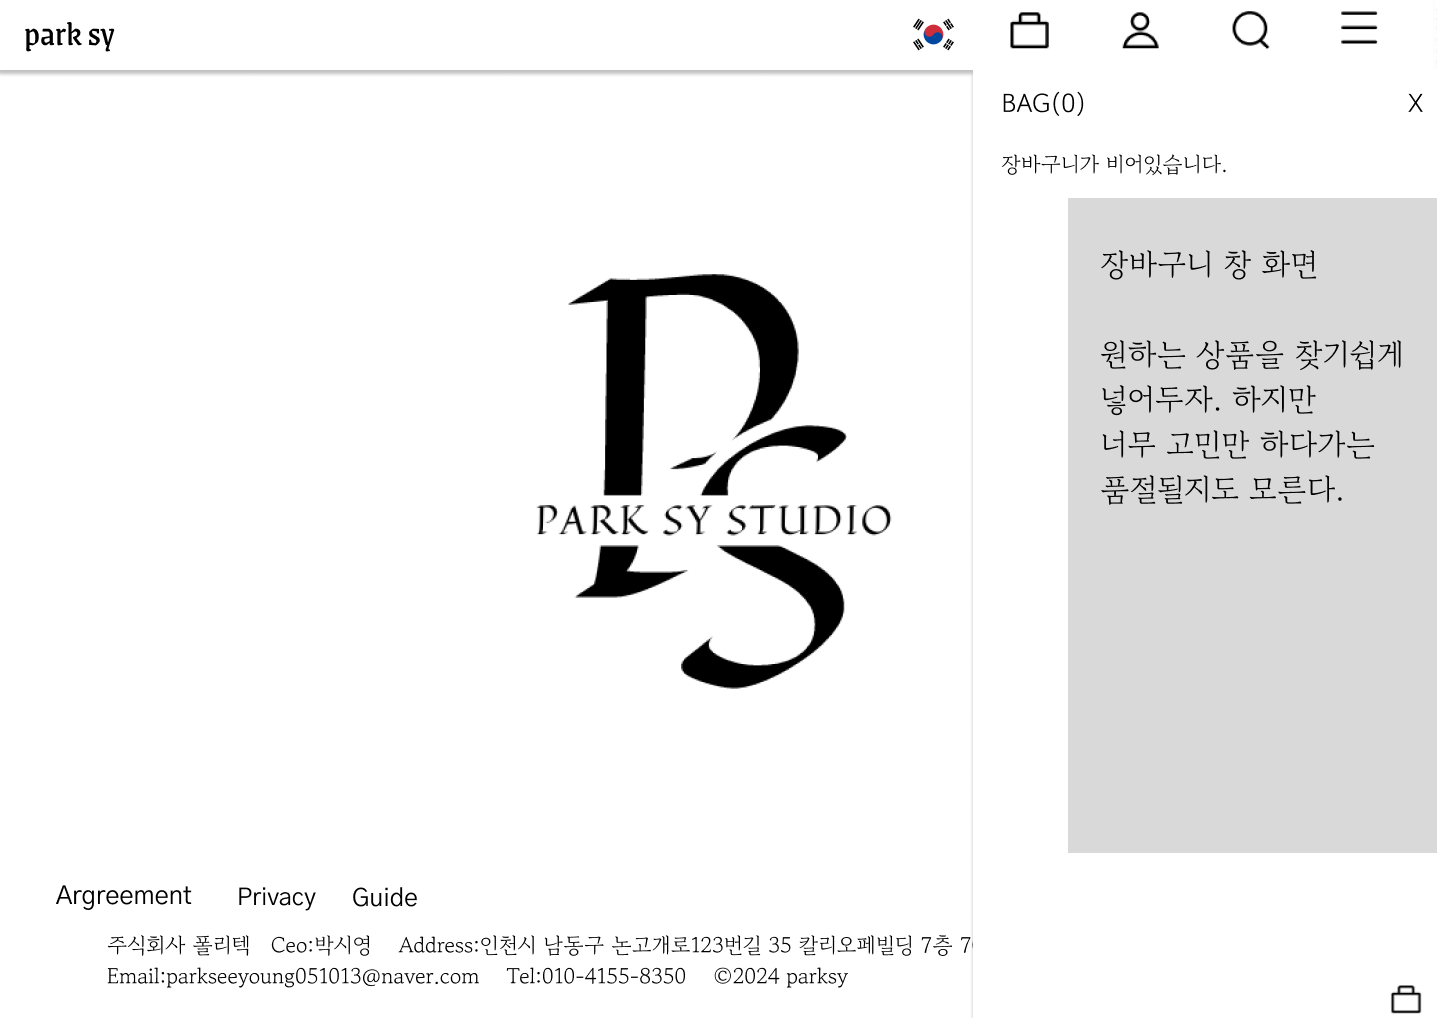 park sy
BAG(0)
X
장바구니가 비어있습니다.
장바구니 창 화면
원하는 상품을 찾기쉽게
넣어두자. 하지만
너무 고민만 하다가는
품절될지도 모른다.
PARK SY STUDIO
Argreement Privacy Guide
주식회사 폴리텍 Ceo:박시영 Address:인천시 남동구 논고개로123번길 35 칼리오페빌딩 7층
Email:parkseeyoung051013@naver.com Tel:010-4155-8350 ©2024 parksy